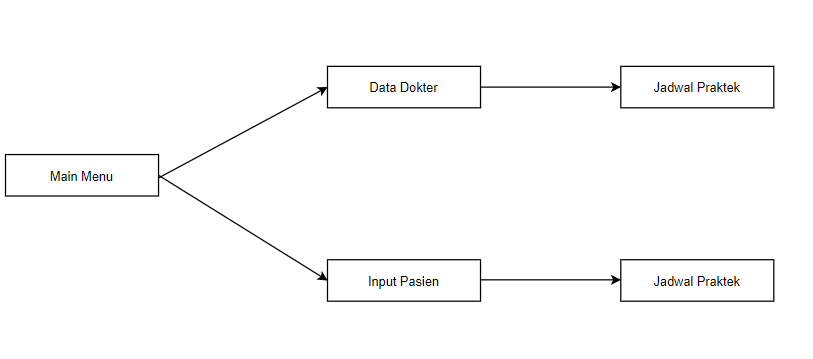 Main Menu
Data Dokter
Jadwal Praktek
Input Pasien
Jadwal Praktek